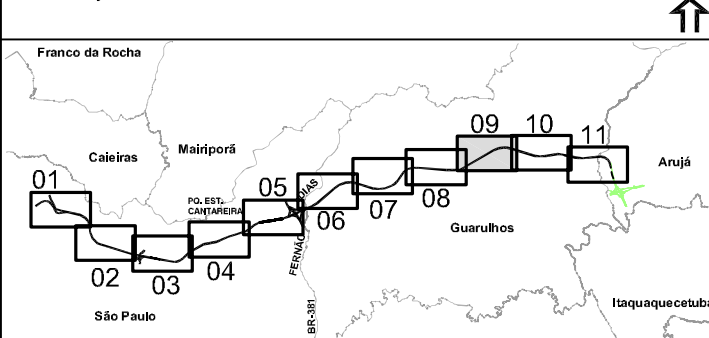 Franco da Rocha
Caieiras
Mairiporã
01
02
03
04
PQ. EST.
CANTAREIRA
05
FERNÃO
DIAS
BR-381
06
07
08
09
10
11
Arujá
Guarulhos
São Paulo
Itaquaquecetuba